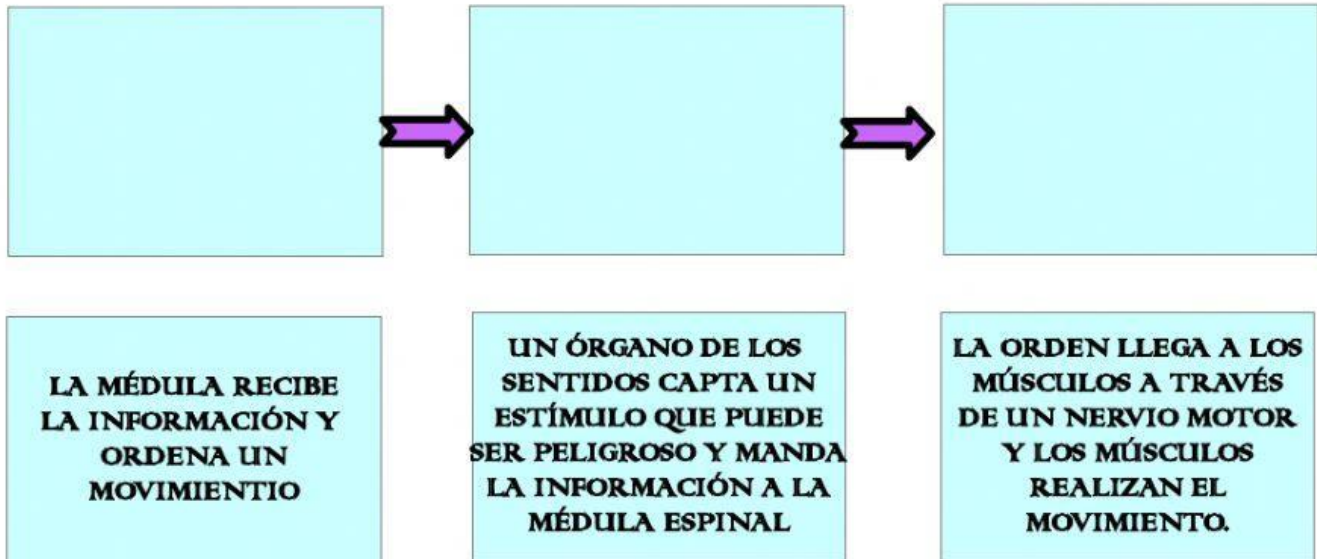 LA MÉDULA RECIBE
LA INFORMACIÓN Y
ORDENA UN
MOVIMIENTIO
UN ÓRGANO DE LOS
SENTIDOS CAPTA UN
ESTÍMULO QUE PUEDE
SER PELIGROSO Y MANDA
LA INFORMACIÓN A LA
MÉDULA ESPINAL
LA ORDEN LLEGA A LOS
MÚSCULOS A TRAVÉS
DE UN NERVIO MOTOR
Y LOS MÚSCULOS
REALIZAN EL
MOVIMIENTO.